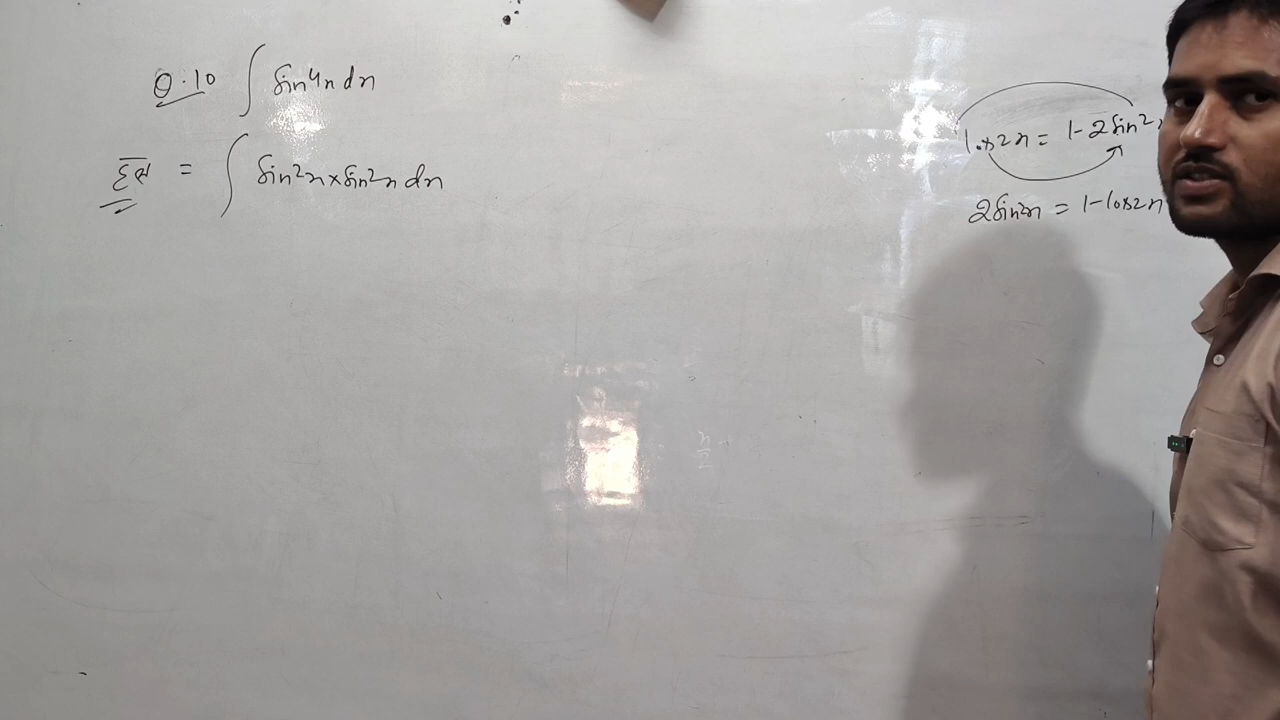 Q.10 ∫ Sin⁴x dx
हल = ∫ Sin²x × Sin²x dx
Cos2x = 1 - 2Sin²x
2Sin²x = 1 - Cos2x